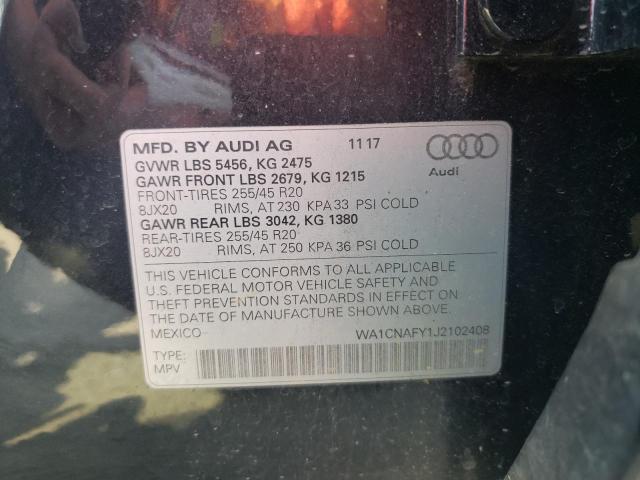 MFD. BY AUDI AG 11 17
GVWR LBS 5456, KG 2475
GAWR FRONT LBS 2679, KG 1215
FRONT-TIRES 255/45 R20
8JX20 RIMS, AT 230 KPA 33 PSI COLD
GAWR REAR LBS 3042, KG 1380
REAR-TIRES 255/45 R20
8JX20 RIMS, AT 250 KPA 36 PSI COLD
Audi
THIS VEHICLE CONFORMS TO ALL APPLICABLE
U.S. FEDERAL MOTOR VEHICLE SAFETY AND
THEFT PREVENTION STANDARDS IN EFFECT ON
THE DATE OF MANUFACTURE SHOWN ABOVE.
MEXICO WA1CNAFY1J2102408
TYPE:
MPV